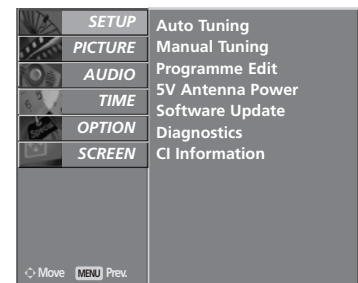 SETUP
PICTURE
AUDIO
TIME
OPTION
SCREEN
Auto Tuning
Manual Tuning
Programme Edit
5V Antenna Power
Software Update
Diagnostics
CI Information
Move MENU Prev.